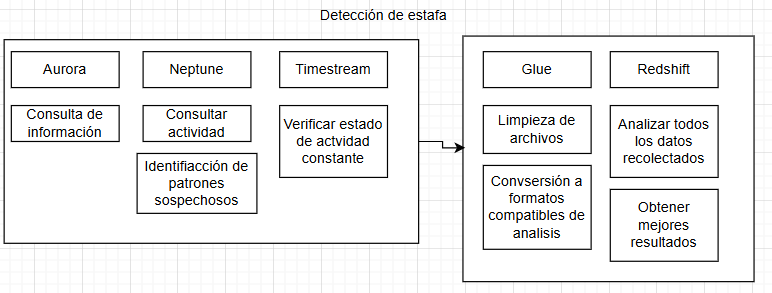 Detección de estafa
Aurora
Neptune
Timestream
Consulta de
información
Consultar
actividad
Identifiacción de
patrones
sospechosos
Verificar estado
de actvidad
constante
Glue
Redshift
Limpieza de
archivos
Convsersión a
formatos
compatibles de
analisis
Analizar todos
los datos
recolectados
Obtener
mejores
resultados